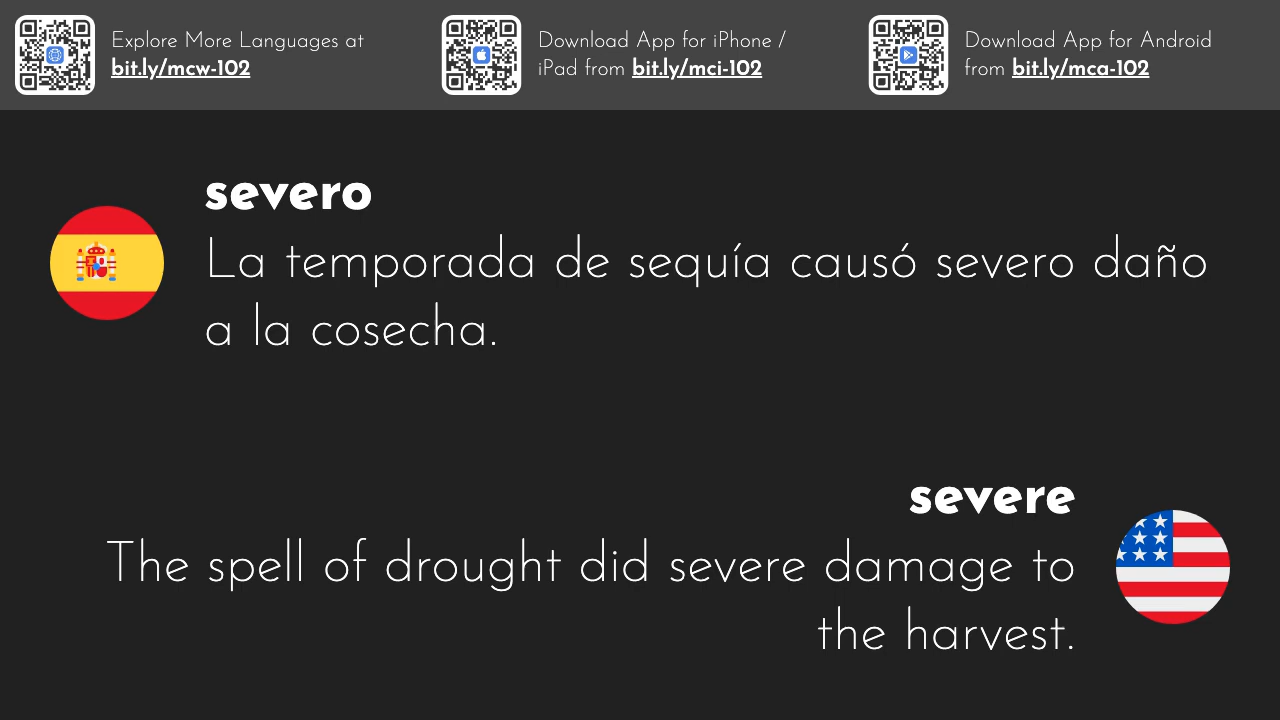 Explore More Languages at
bit.ly/mcw-102
Download App for iPhone /
iPad from bit.ly/mci-102
Download App for Android
from bit.ly/mca-102
severo
La temporada de sequía causó severo daño
a la cosecha.
severe
The spell of drought did severe damage to
the harvest.